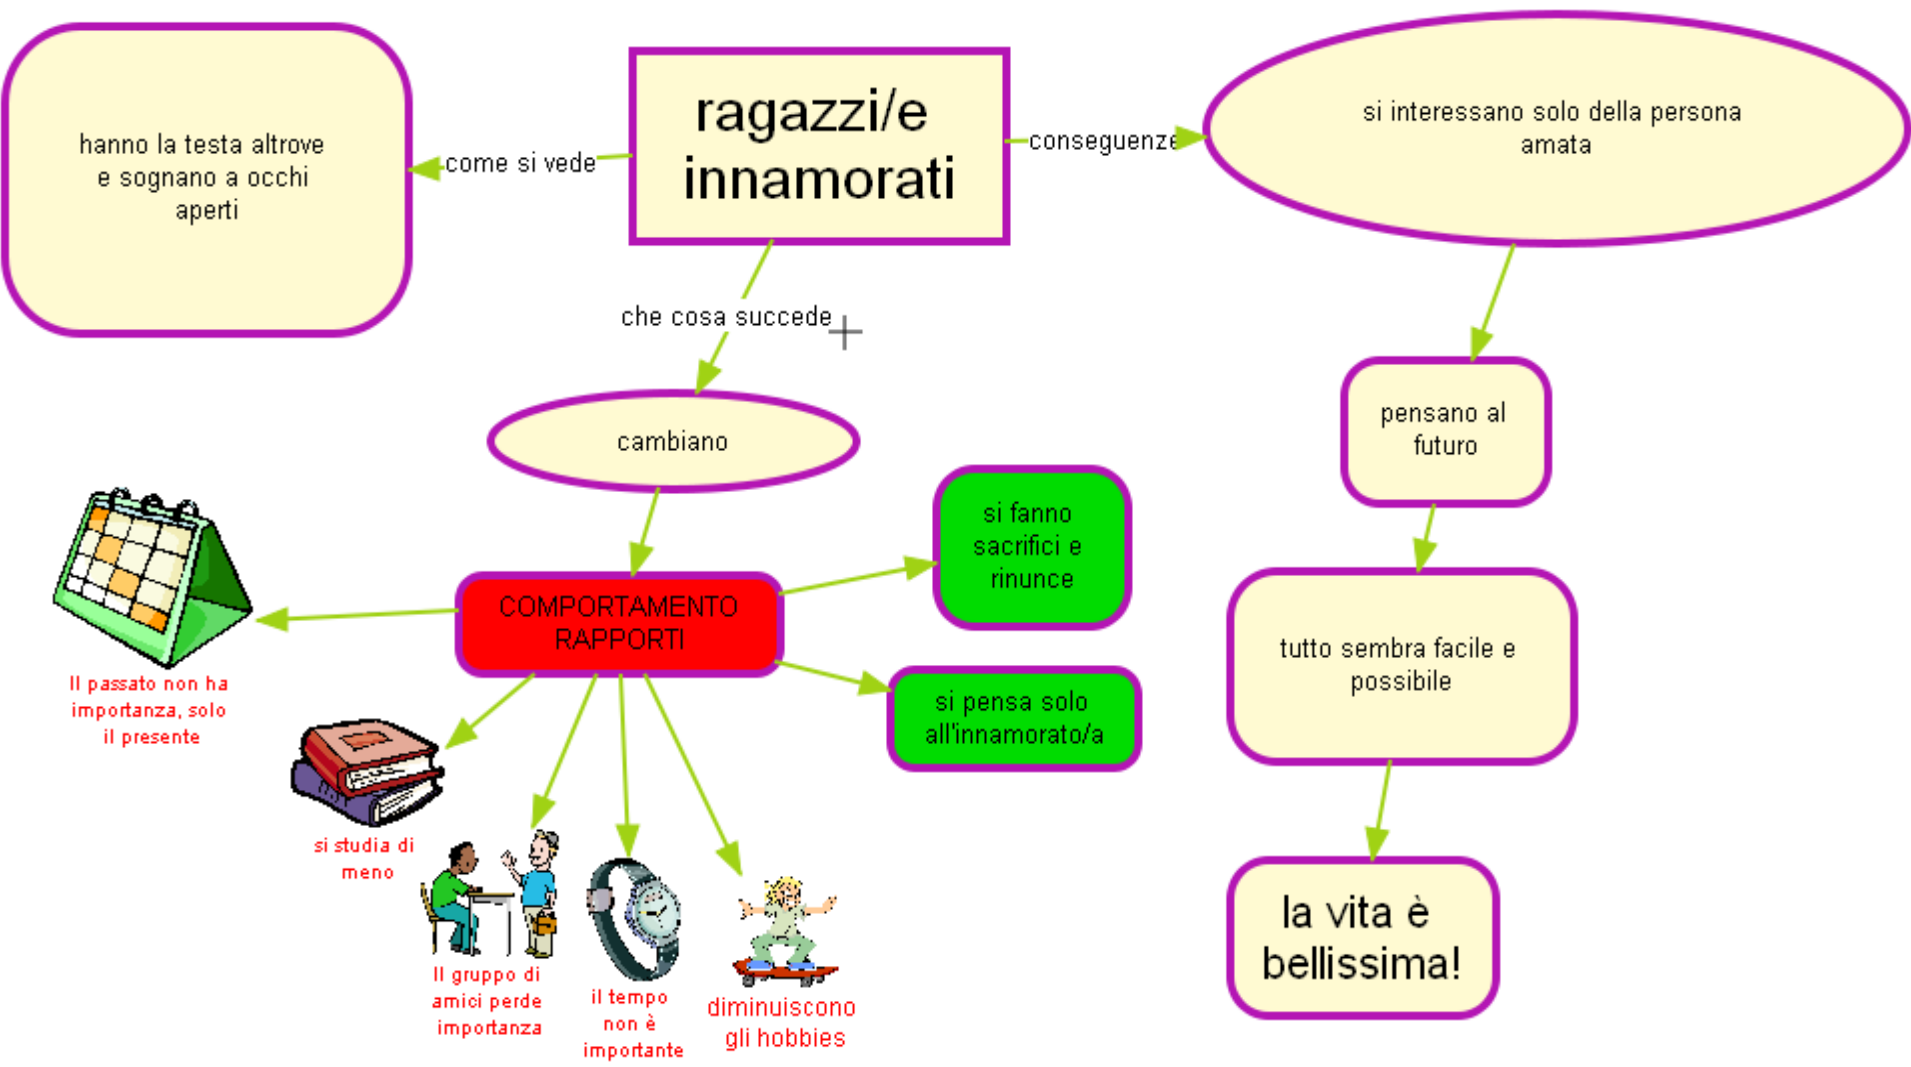 ragazzi/e
innamorati
come si vede
hanno la testa altrove
e sognano a occhi
aperti
conseguenze
si interessano solo della persona
amata
pensano al
futuro
tutto sembra facile e
possibile
la vita è
bellissima!
che cosa succede
cambiano
COMPORTAMENTO
RAPPORTI
si fanno
sacrifici e
rinunce
si pensa solo
all'innamorato/a
Il passato non ha
importanza, solo
il presente
si studia di
meno
Il gruppo di
amici perde
importanza
il tempo
non è
importante
diminuiscono
gli hobbies